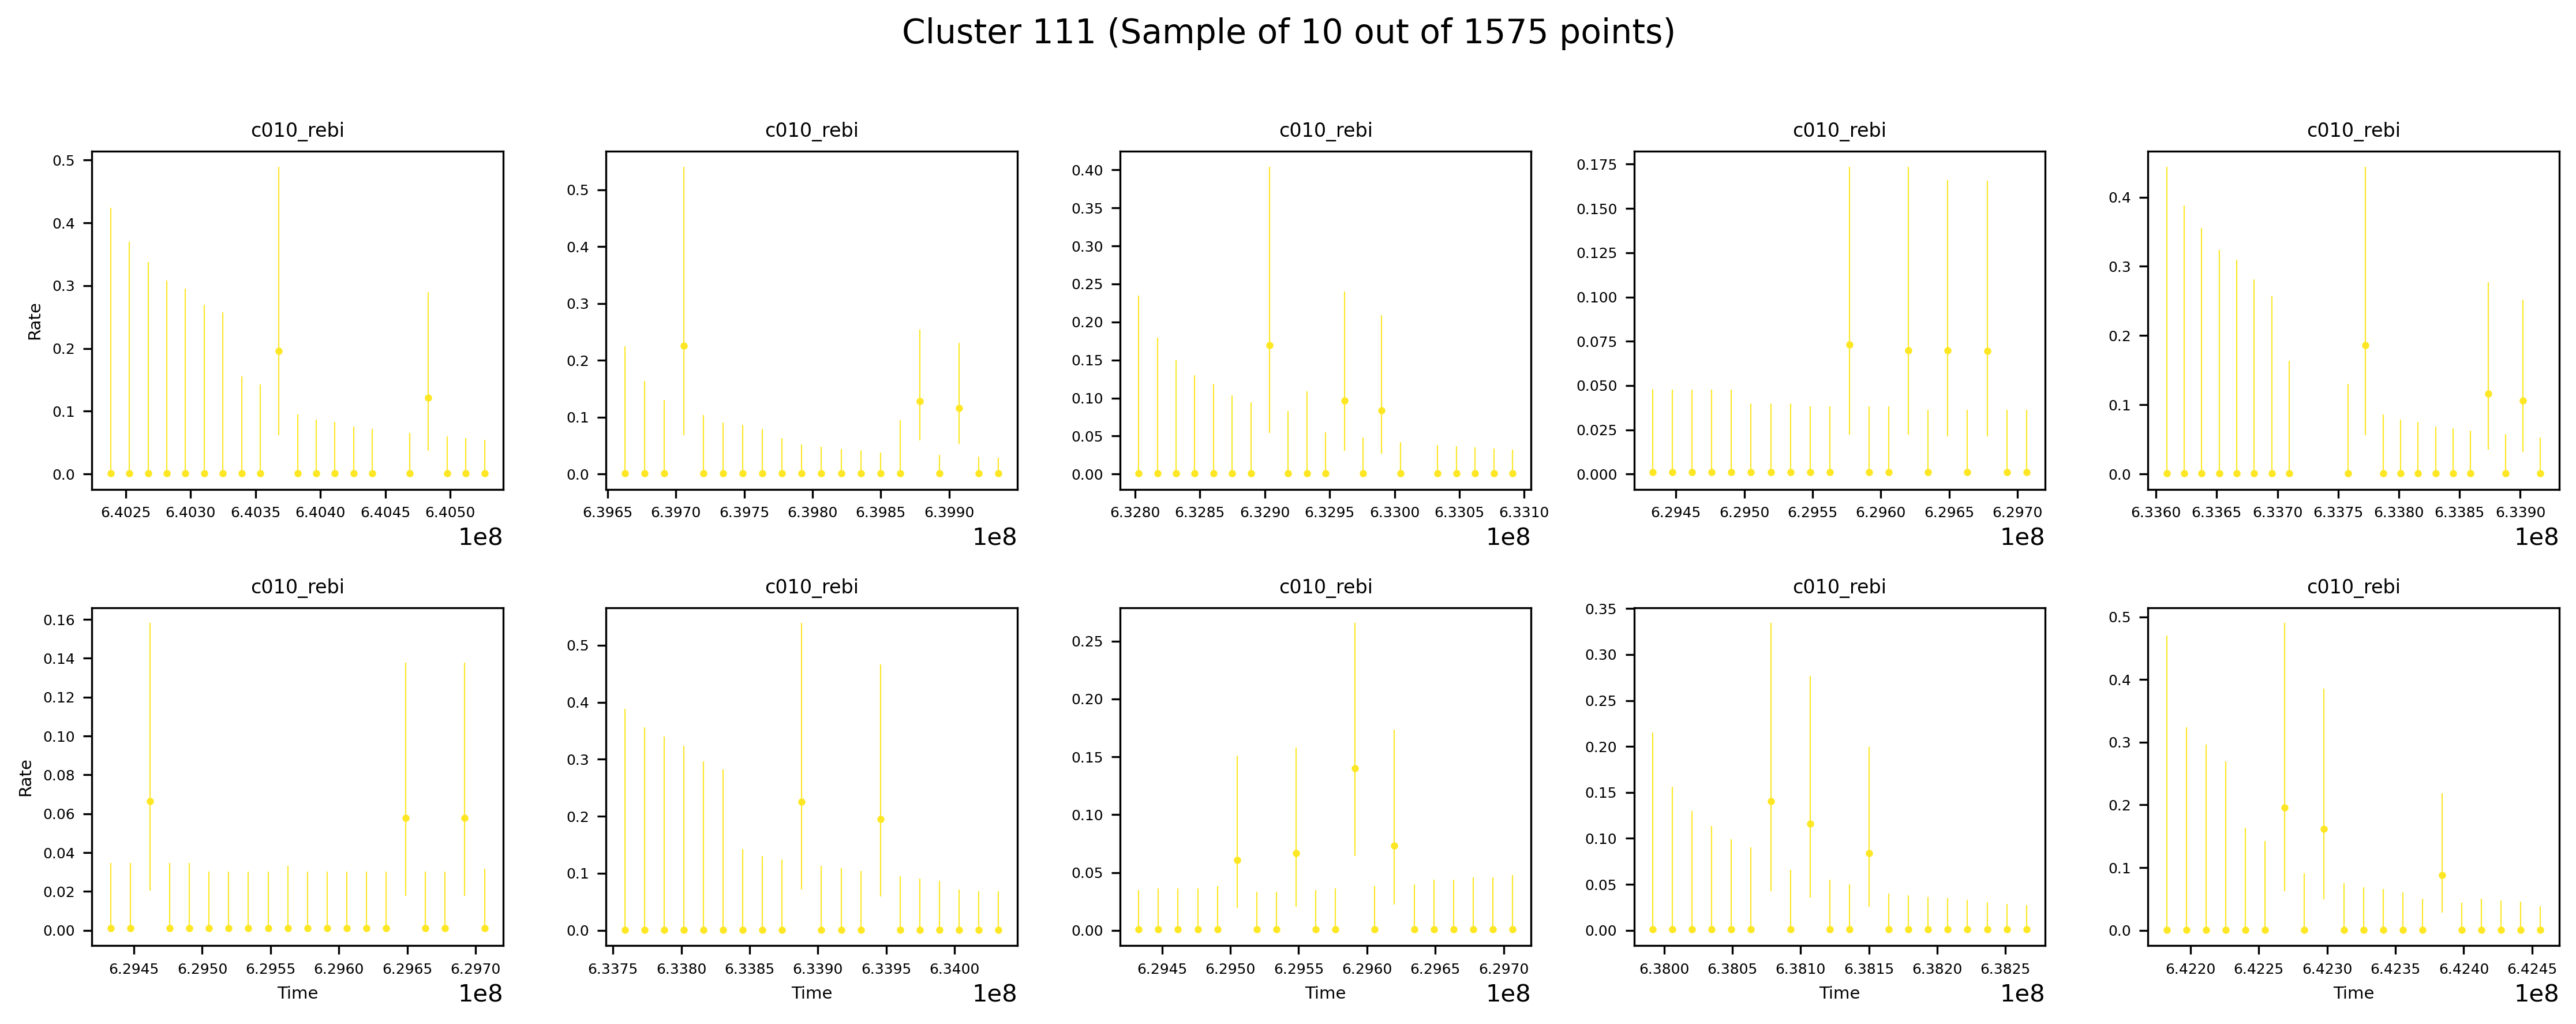 Cluster 111 (Sample of 10 out of 1575 points)
c010_rebi c010_rebi c010_rebi c010_rebi c010_rebi
Rate
0.5 0.4 0.3 0.2 0.1 0.0
6.4025 6.4030 6.4035 6.4040 6.4045 6.4050
1e8
0.5 0.4 0.3 0.2 0.1 0.0
6.3965 6.3970 6.3975 6.3980 6.3985 6.3990
1e8
0.40 0.35 0.30 0.25 0.20 0.15 0.10 0.05 0.00
6.3280 6.3285 6.3290 6.3295 6.3300 6.3305 6.3310
1e8
0.175 0.150 0.125 0.100 0.075 0.050 0.025 0.000
6.2945 6.2950 6.2955 6.2960 6.2965 6.2970
1e8
0.4 0.3 0.2 0.1 0.0
6.3360 6.3365 6.3370 6.3375 6.3380 6.3385 6.3390
1e8
c010_rebi c010_rebi c010_rebi c010_rebi c010_rebi
Rate
0.16 0.14 0.12 0.10 0.08 0.06 0.04 0.02 0.00
6.2945 6.2950 6.2955 6.2960 6.2965 6.2970
Time 1e8
0.5 0.4 0.3 0.2 0.1 0.0
6.3375 6.3380 6.3385 6.3390 6.3395 6.3400
Time 1e8
0.25 0.20 0.15 0.10 0.05 0.00
6.2945 6.2950 6.2955 6.2960 6.2965 6.2970
Time 1e8
0.35 0.30 0.25 0.20 0.15 0.10 0.05 0.00
6.3800 6.3805 6.3810 6.3815 6.3820 6.3825
Time 1e8
0.5 0.4 0.3 0.2 0.1 0.0
6.4220 6.4225 6.4230 6.4235 6.4240 6.4245
Time 1e8